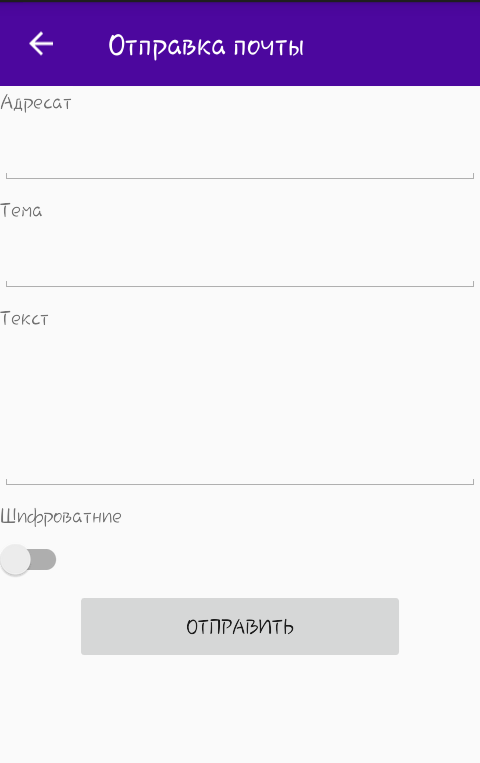 Отправка почты
Адресат
Тема
Текст
Шифроватние
ОТПРАВИТЬ